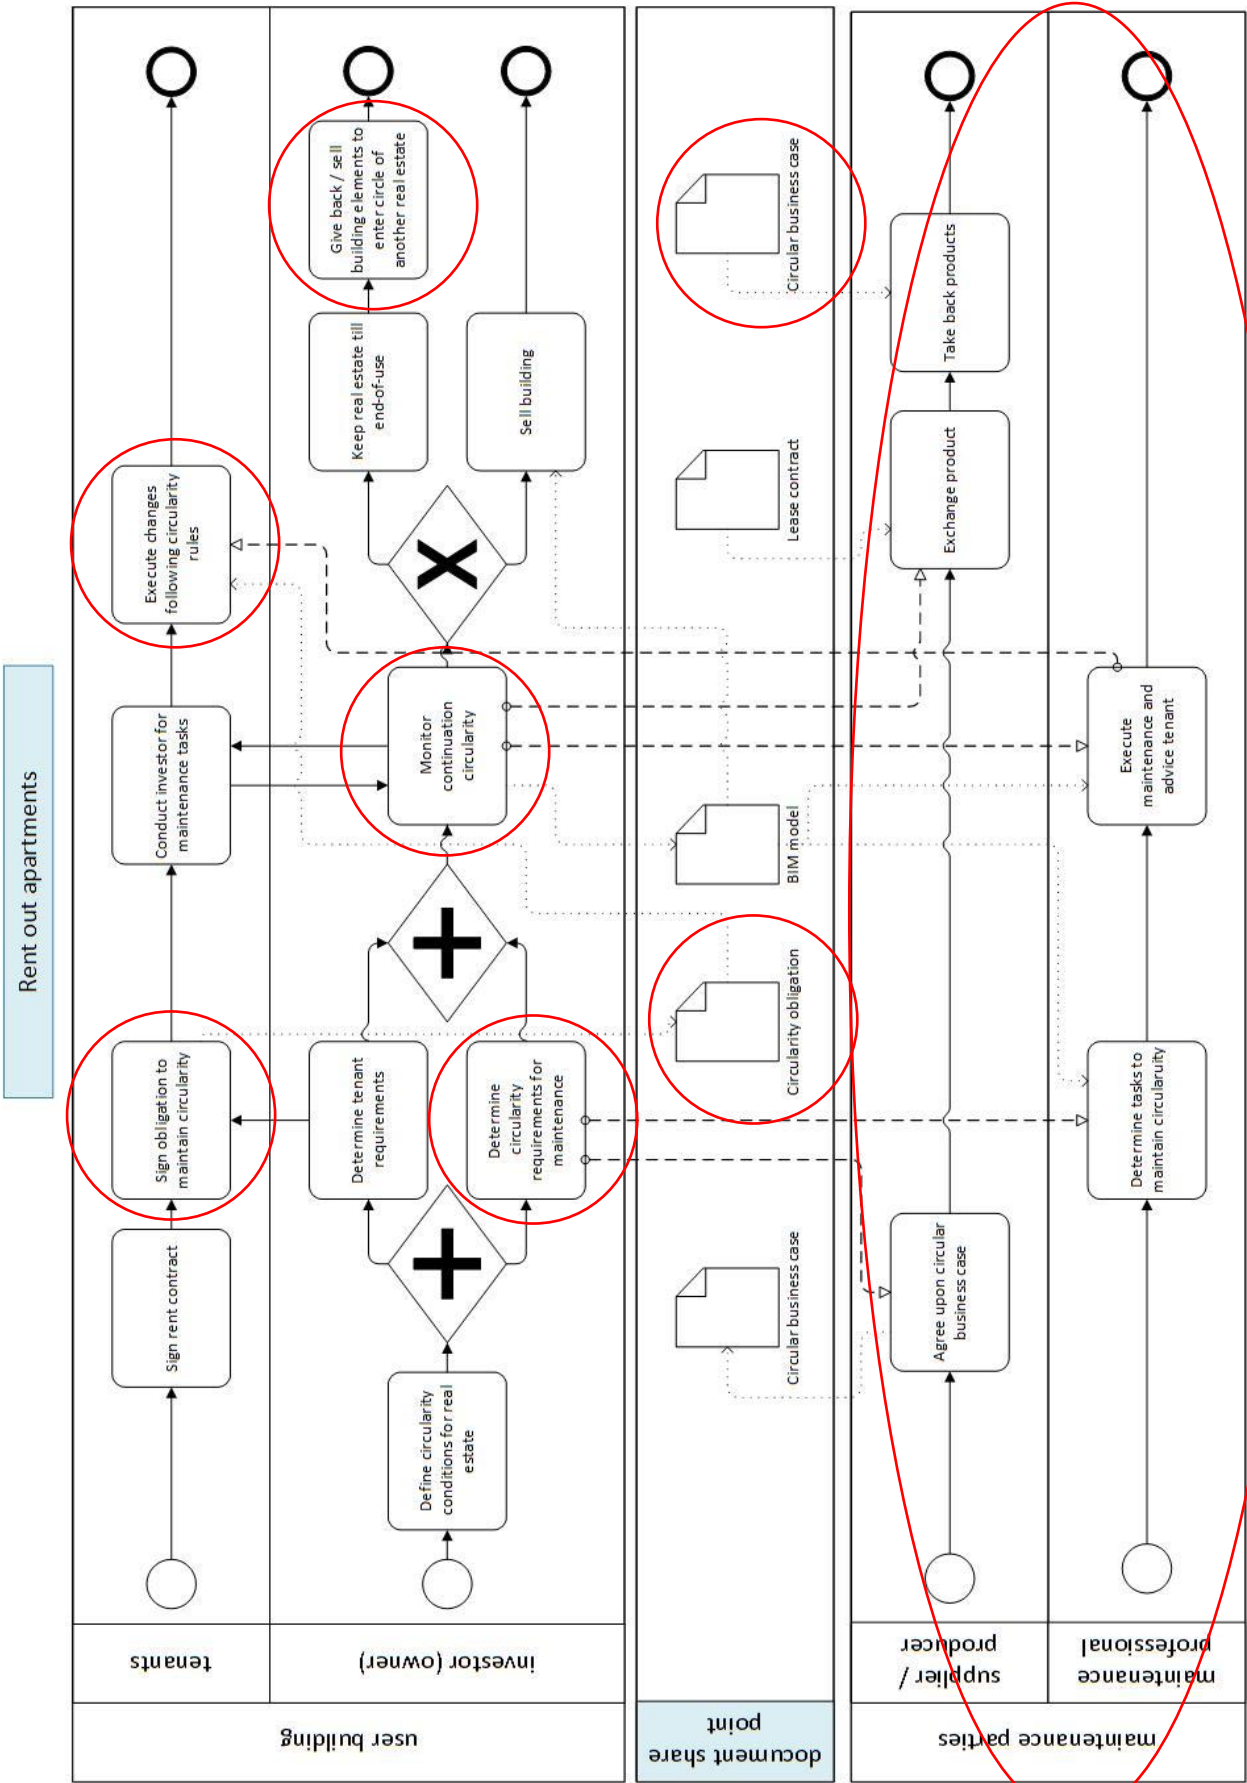 Rent out apartments
user building
tenants
Sign rent contract
Sign obligation to
maintain circularity
Conduct investor for
maintenance tasks
Execute changes
following circularity
rules
investor (owner)
Define circularity
conditions for real
estate
Determine tenant
requirements
Determine
circularity
requirements for
maintenance
Monitor
continuation
circularity
Keep real estate till
end-of-use
Give back / sell
building elements to
enter circle of
another real estate
Sell building
document share
point
Circular business case
Circularity obligation
BIM model
Lease contract
Circular business case
maintenance parties
supplier /
producer
Agree upon circular
business case
Exchange product
Take back products
maintenance
professional
Determine tasks to
maintain circularuity
Execute
maintenance and
advice tenant